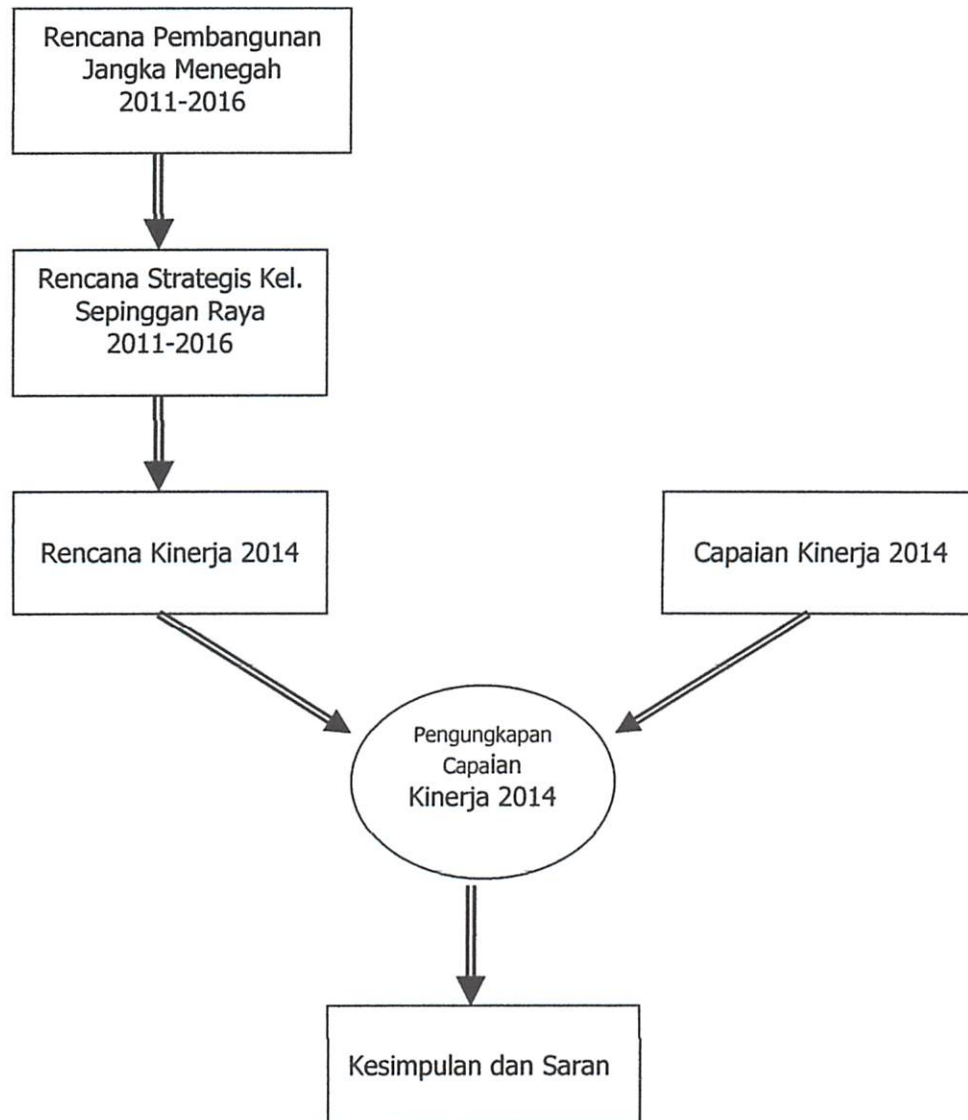 Rencana Pembangunan
Jangka Menegah
2011-2016
Rencana Strategis Kel.
Sepinggan Raya
2011-2016
Rencana Kinerja 2014
Capaian Kinerja 2014
Pengungkapan
Capaian
Kinerja 2014
Kesimpulan dan Saran